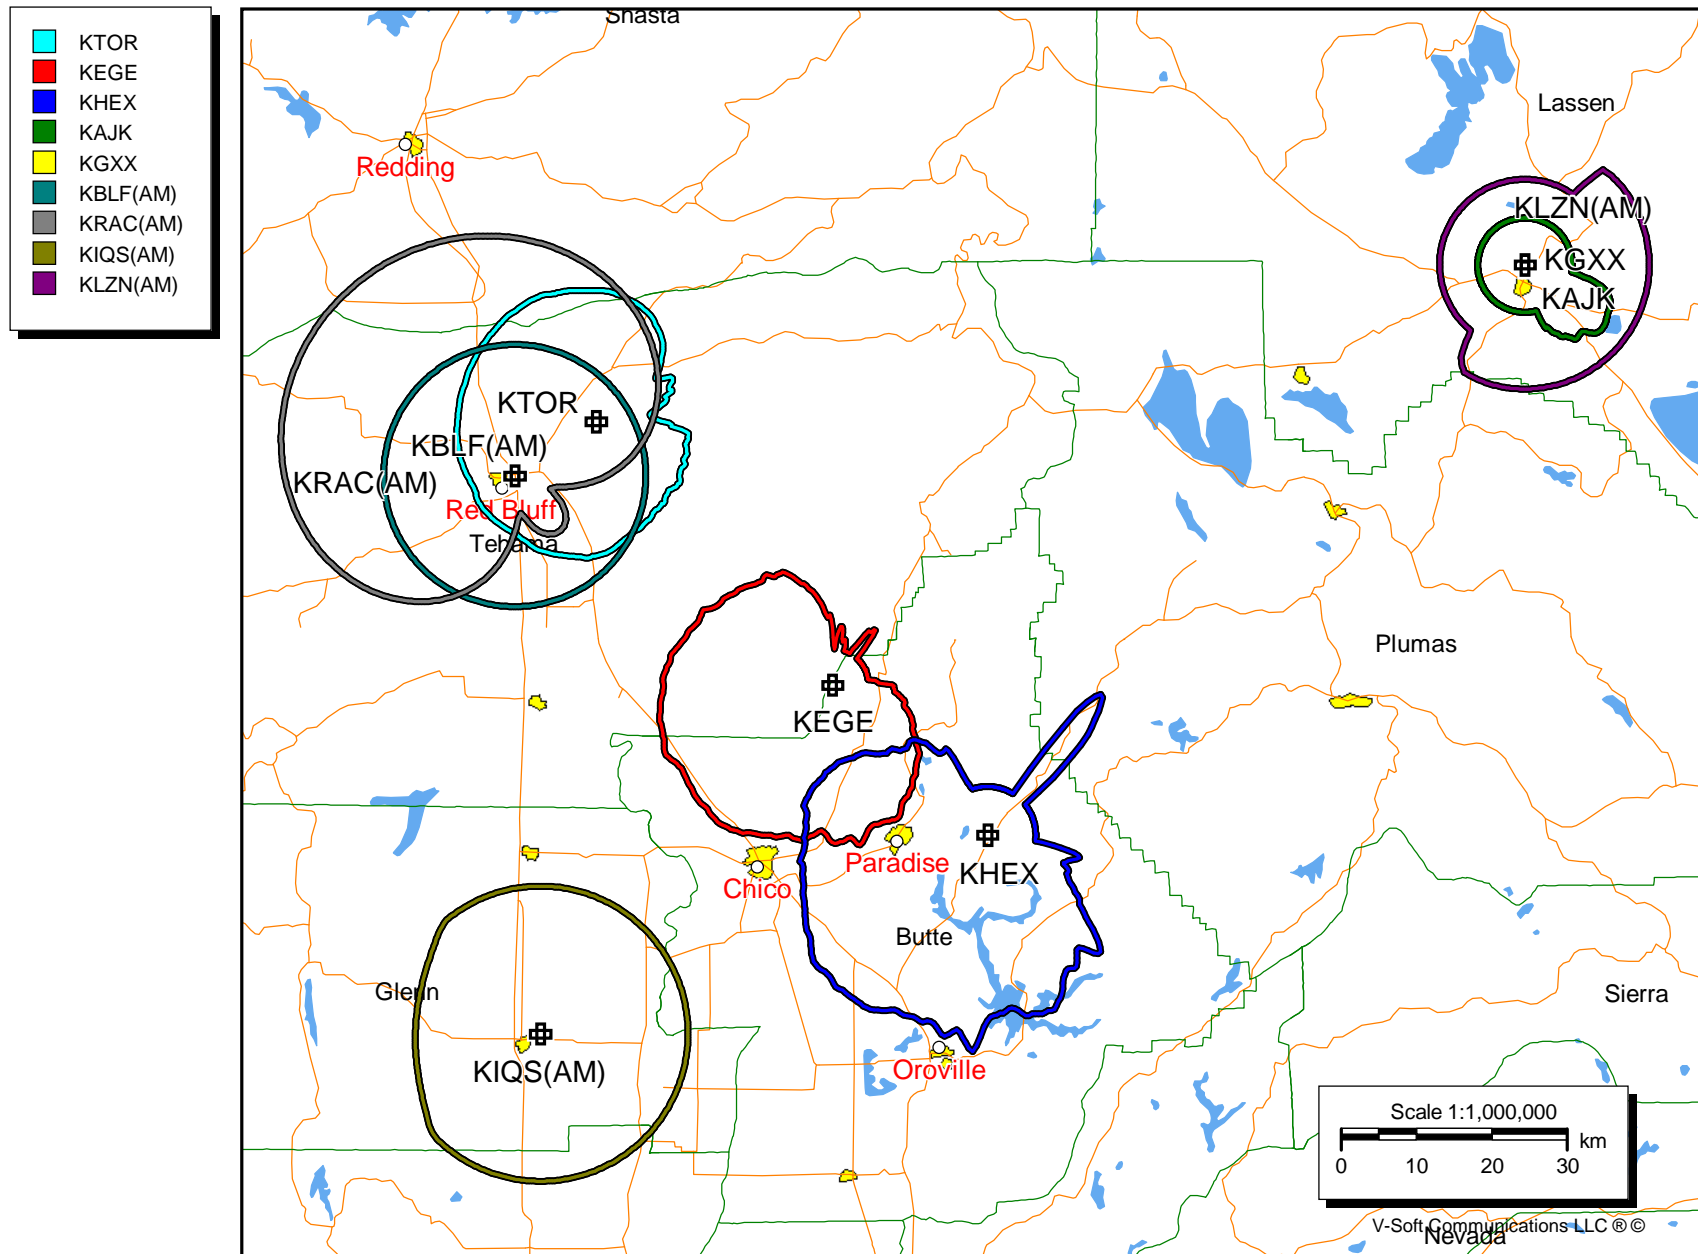 KTOR
KEGE
KHEX
KAJK
KGXX
KBLF(AM)
KRAC(AM)
KIQS(AM)
KLZN(AM)
Shasta
Lassen
Redding
KLZN(AM)
KGXX
KAJK
KTOR
KBLF(AM)
KRAC(AM)
Red Bluff
Tehama
Plumas
KEGE
Paradise
KHEX
Chico
Butte
Glenn
Sierra
KIQS(AM)
Oroville
Scale 1:1,000,000
km
0 10 20 30
V-Soft Communications LLC ® ©
Nevada